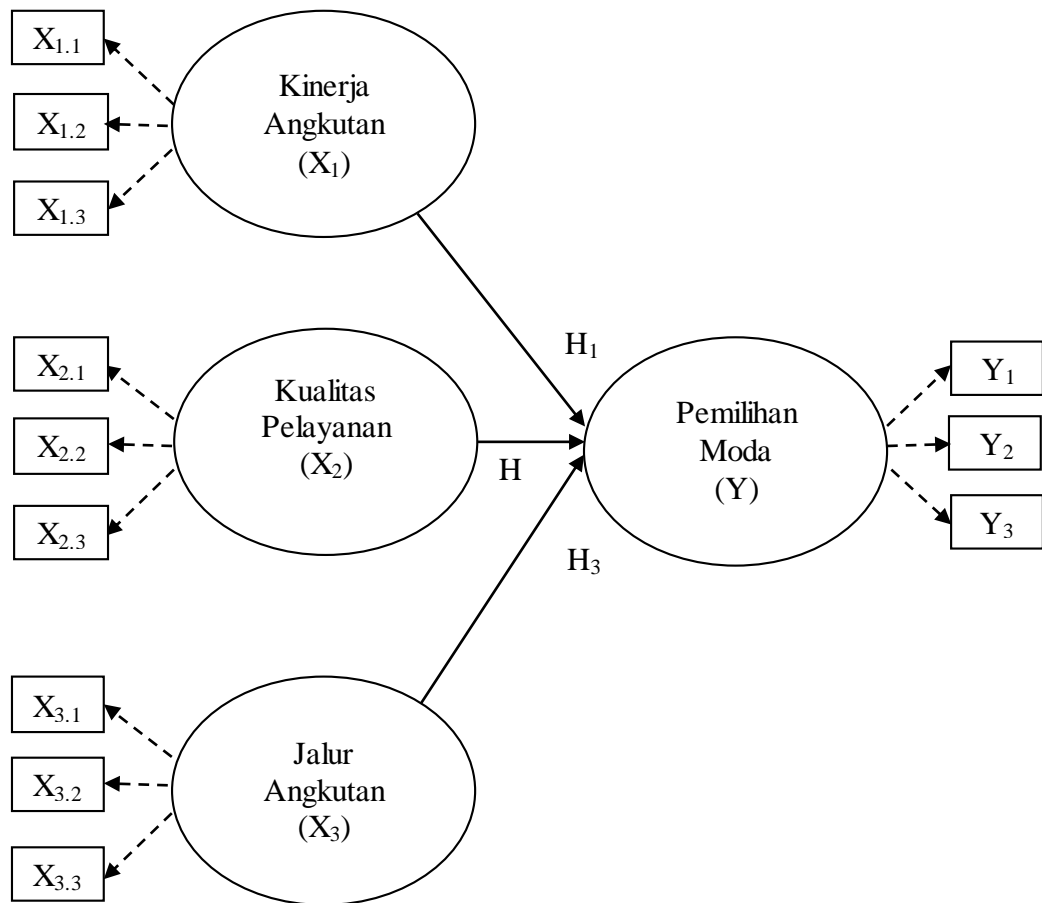 X₁.₁
X₁.₂
X₁.₃
Kinerja
Angkutan
(X₁)
H₁
X₂.₁
X₂.₂
X₂.₃
Kualitas
Pelayanan
(X₂)
H
Pemilihan
Moda
(Y)
Y₁
Y₂
Y₃
H₃
X₃.₁
X₃.₂
X₃.₃
Jalur
Angkutan
(X₃)